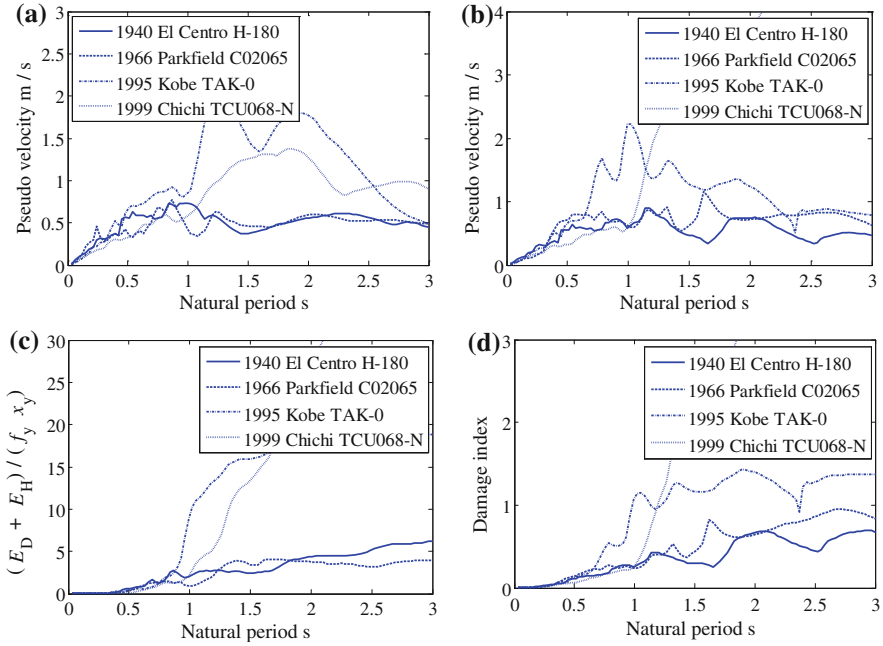 (a)
3
2.5
2
1.5
1
0.5
0
Pseudo velocity m / s
1940 El Centro H-180
1966 Parkfield C02065
1995 Kobe TAK-0
1999 Chichi TCU068-N
0.5 1 1.5 2 2.5 3
Natural period s
(b)
4
3
2
1
0
Pseudo velocity m / s
1940 El Centro H-180
1966 Parkfield C02065
1995 Kobe TAK-0
1999 Chichi TCU068-N
0 0.5 1 1.5 2 2.5 3
Natural period s
(c)
30
25
20
15
10
5
0
( E_D + E_H ) / ( f_y x_y )
1940 El Centro H-180
1966 Parkfield C02065
1995 Kobe TAK-0
1999 Chichi TCU068-N
0 0.5 1 1.5 2 2.5 3
Natural period s
(d)
3
2
1
0
Damage index
1940 El Centro H-180
1966 Parkfield C02065
1995 Kobe TAK-0
1999 Chichi TCU068-N
0 0.5 1 1.5 2 2.5 3
Natural period s